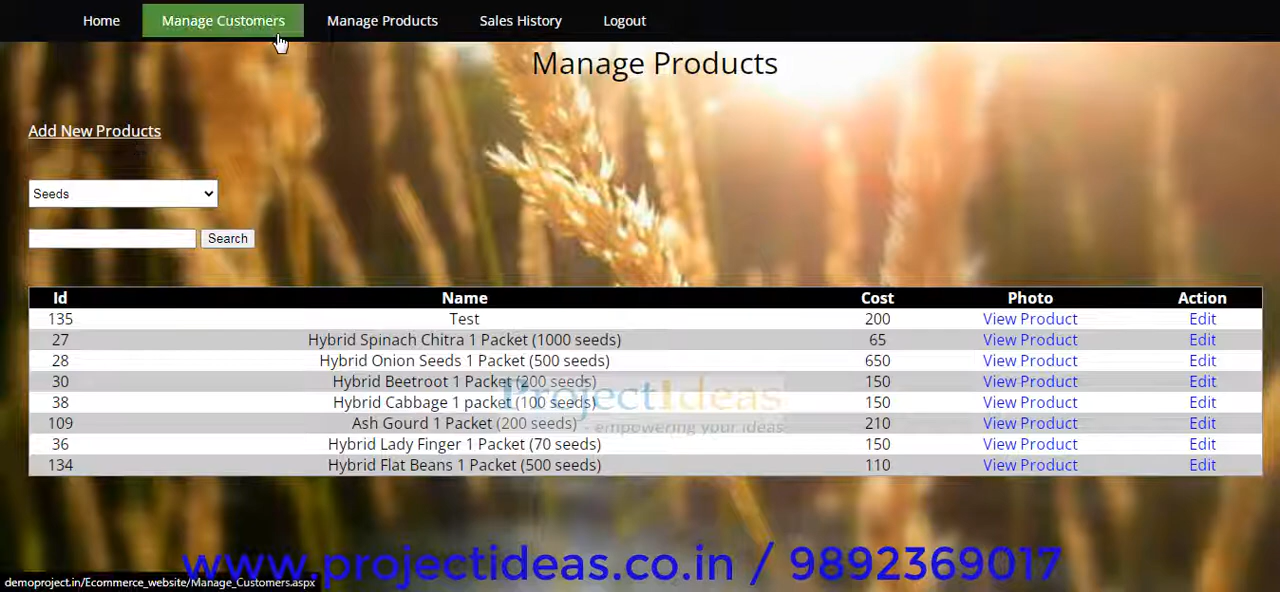 Home Manage Customers Manage Products Sales History Logout
Manage Products
Add New Products
Seeds
Search
Id Name Cost Photo Action
135 Test 200 View Product Edit
27 Hybrid Spinach Chitra 1 Packet (1000 seeds) 65 View Product Edit
28 Hybrid Onion Seeds 1 Packet (500 seeds) 650 View Product Edit
30 Hybrid Beetroot 1 Packet (200 seeds) 150 View Product Edit
38 Hybrid Cabbage 1 packet (100 seeds) 150 View Product Edit
ProjectIdeas
109 Ash Gourd 1 Packet (200 seeds) 210 View Product Edit
- empowering your ideas
36 Hybrid Lady Finger 1 Packet (70 seeds) 150 View Product Edit
134 Hybrid Flat Beans 1 Packet (500 seeds) 110 View Product Edit
www.projectideas.co.in / 9892369017
demoproject.in/Ecommerce_website/Manage_Customers.aspx